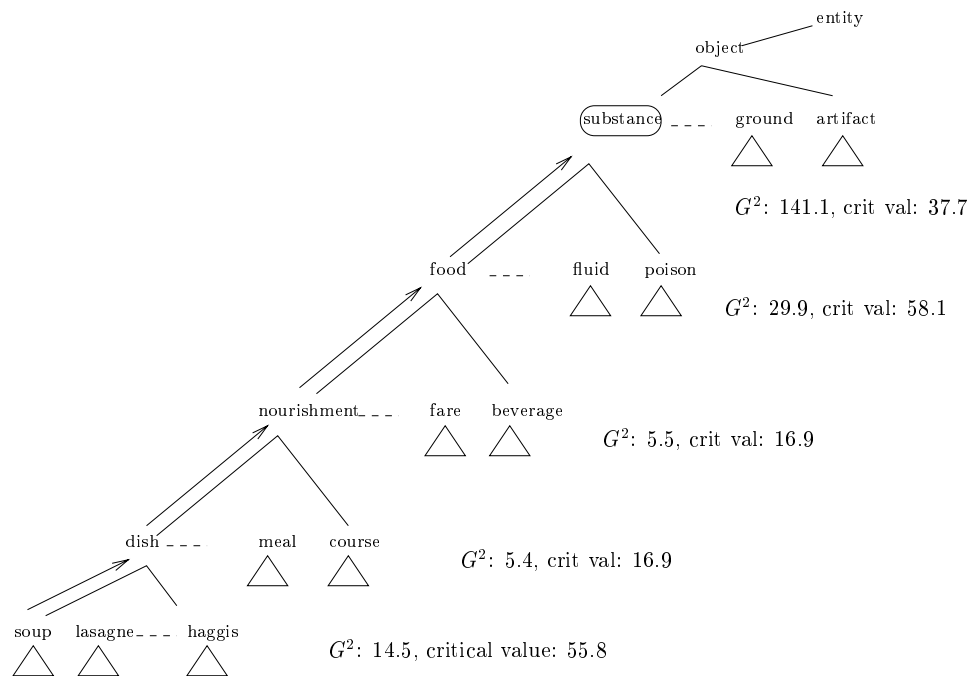 entity
object
substance _ _ _ ground artifact
G²: 141.1, crit val: 37.7
food _ _ _ fluid poison
G²: 29.9, crit val: 58.1
nourishment _ _ _ fare beverage
G²: 5.5, crit val: 16.9
dish _ _ _ meal course
G²: 5.4, crit val: 16.9
soup lasagne _ _ _ haggis
G²: 14.5, critical value: 55.8